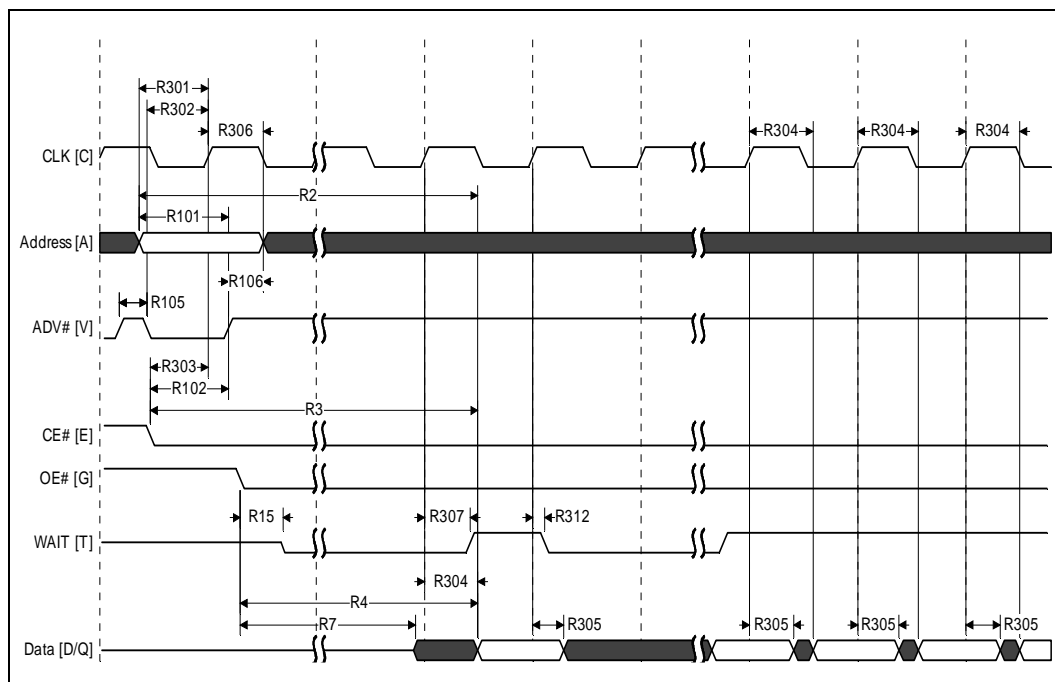 R301
R302
R306
R304
R304
R304
CLK [C]
R2
R101
Address [A]
R106
R105
ADV# [V]
R303
R102
R3
CE# [E]
OE# [G]
R15
R307
R312
WAIT [T]
R304
R4
R7
R305
R305
R305
R305
Data [D/Q]